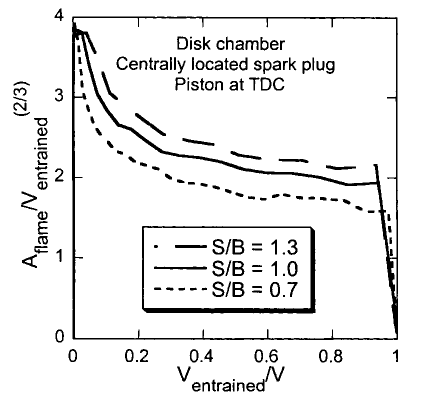 Disk chamber
Centrally located spark plug
Piston at TDC
A_flame/V_entrained^(2/3)
4
3
2
1
0
S/B = 1.3
S/B = 1.0
S/B = 0.7
0 0.2 0.4 0.6 0.8 1
V_entrained/V